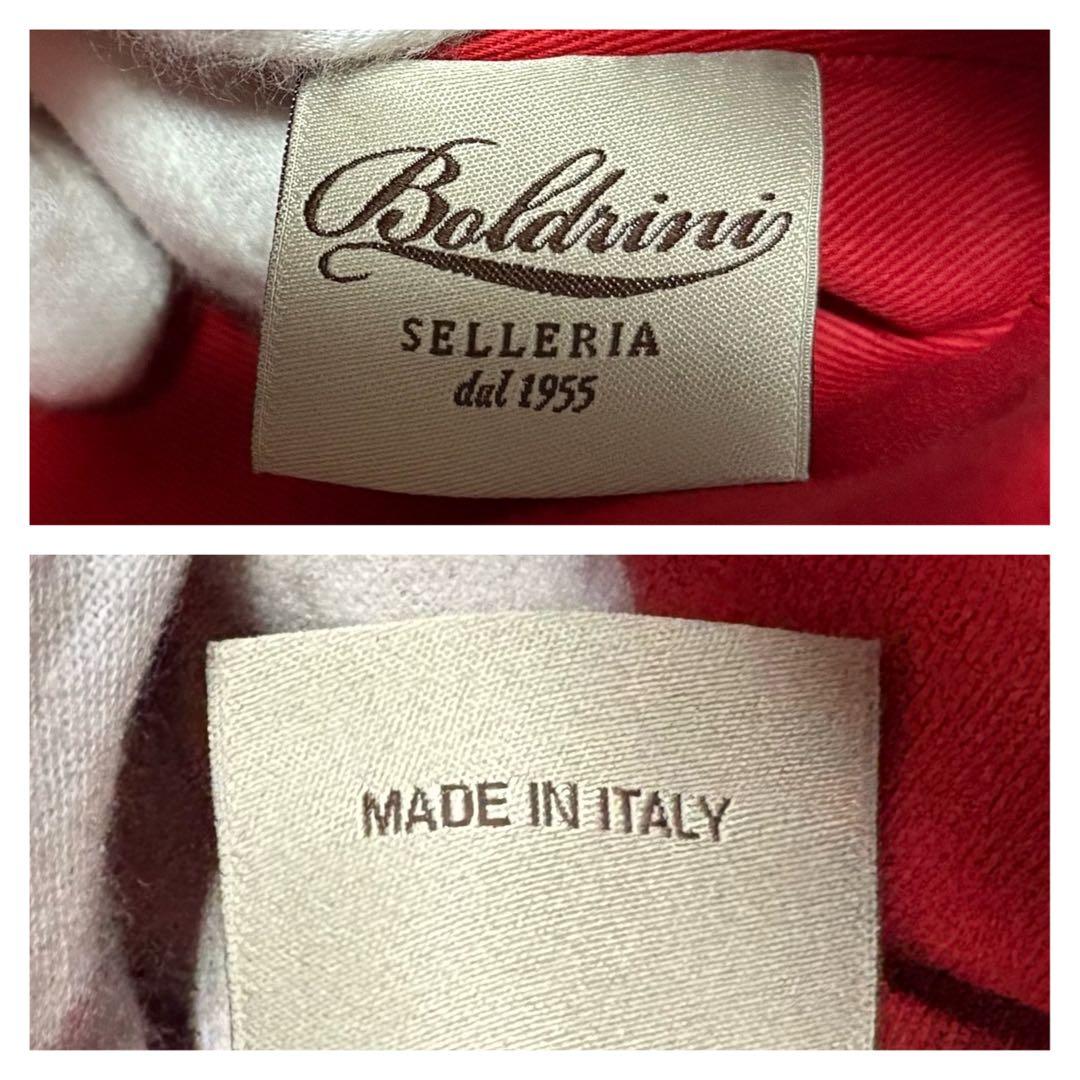 Boldrini
SELLERIA
dal 1955
MADE IN ITALY